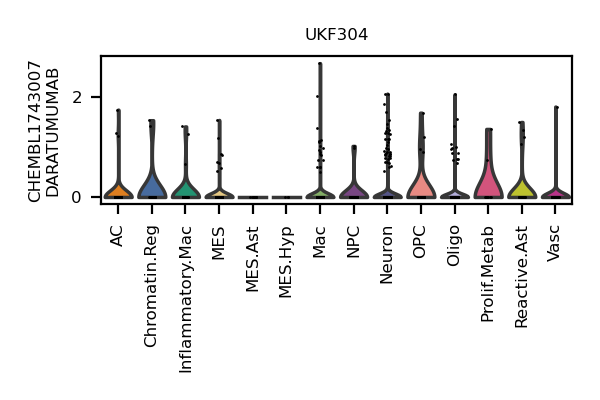 UKF304
CHEMBL1743007
DARATUMUMAB
2
0
AC
Chromatin.Reg
Inflammatory.Mac
MES
MES.Ast
MES.Hyp
Mac
NPC
Neuron
OPC
Oligo
Prolif.Metab
Reactive.Ast
Vasc